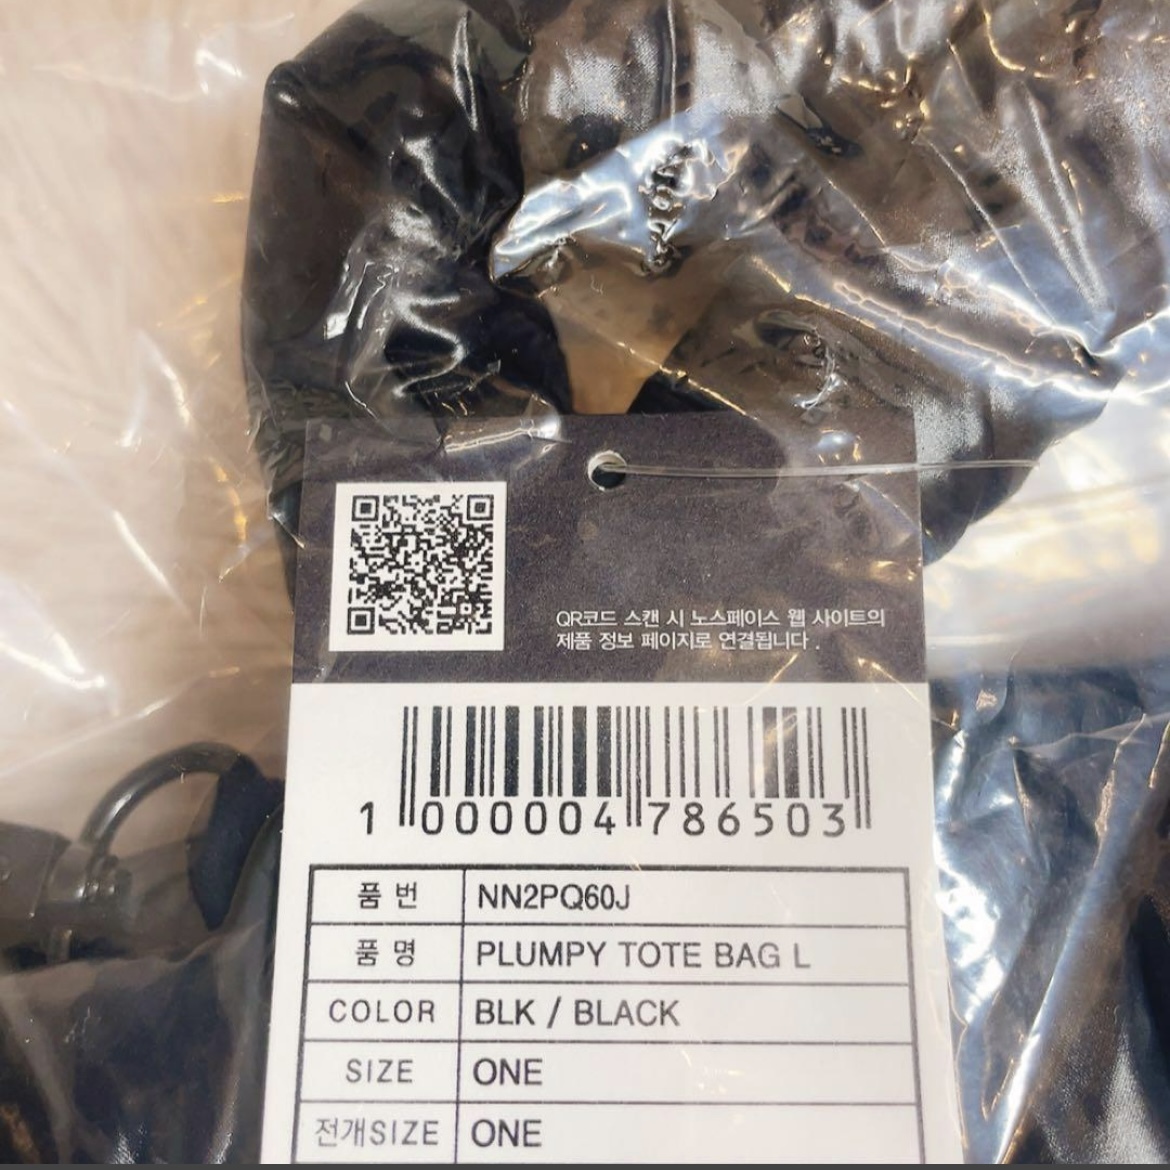 QR코드 스캔 시 노스페이스 웹 사이트의
제품 정보 페이지로 연결됩니다.
1 000004 786503
품 번 NN2PQ60J
품 명 PLUMPY TOTE BAG L
COLOR BLK / BLACK
SIZE ONE
전개SIZE ONE